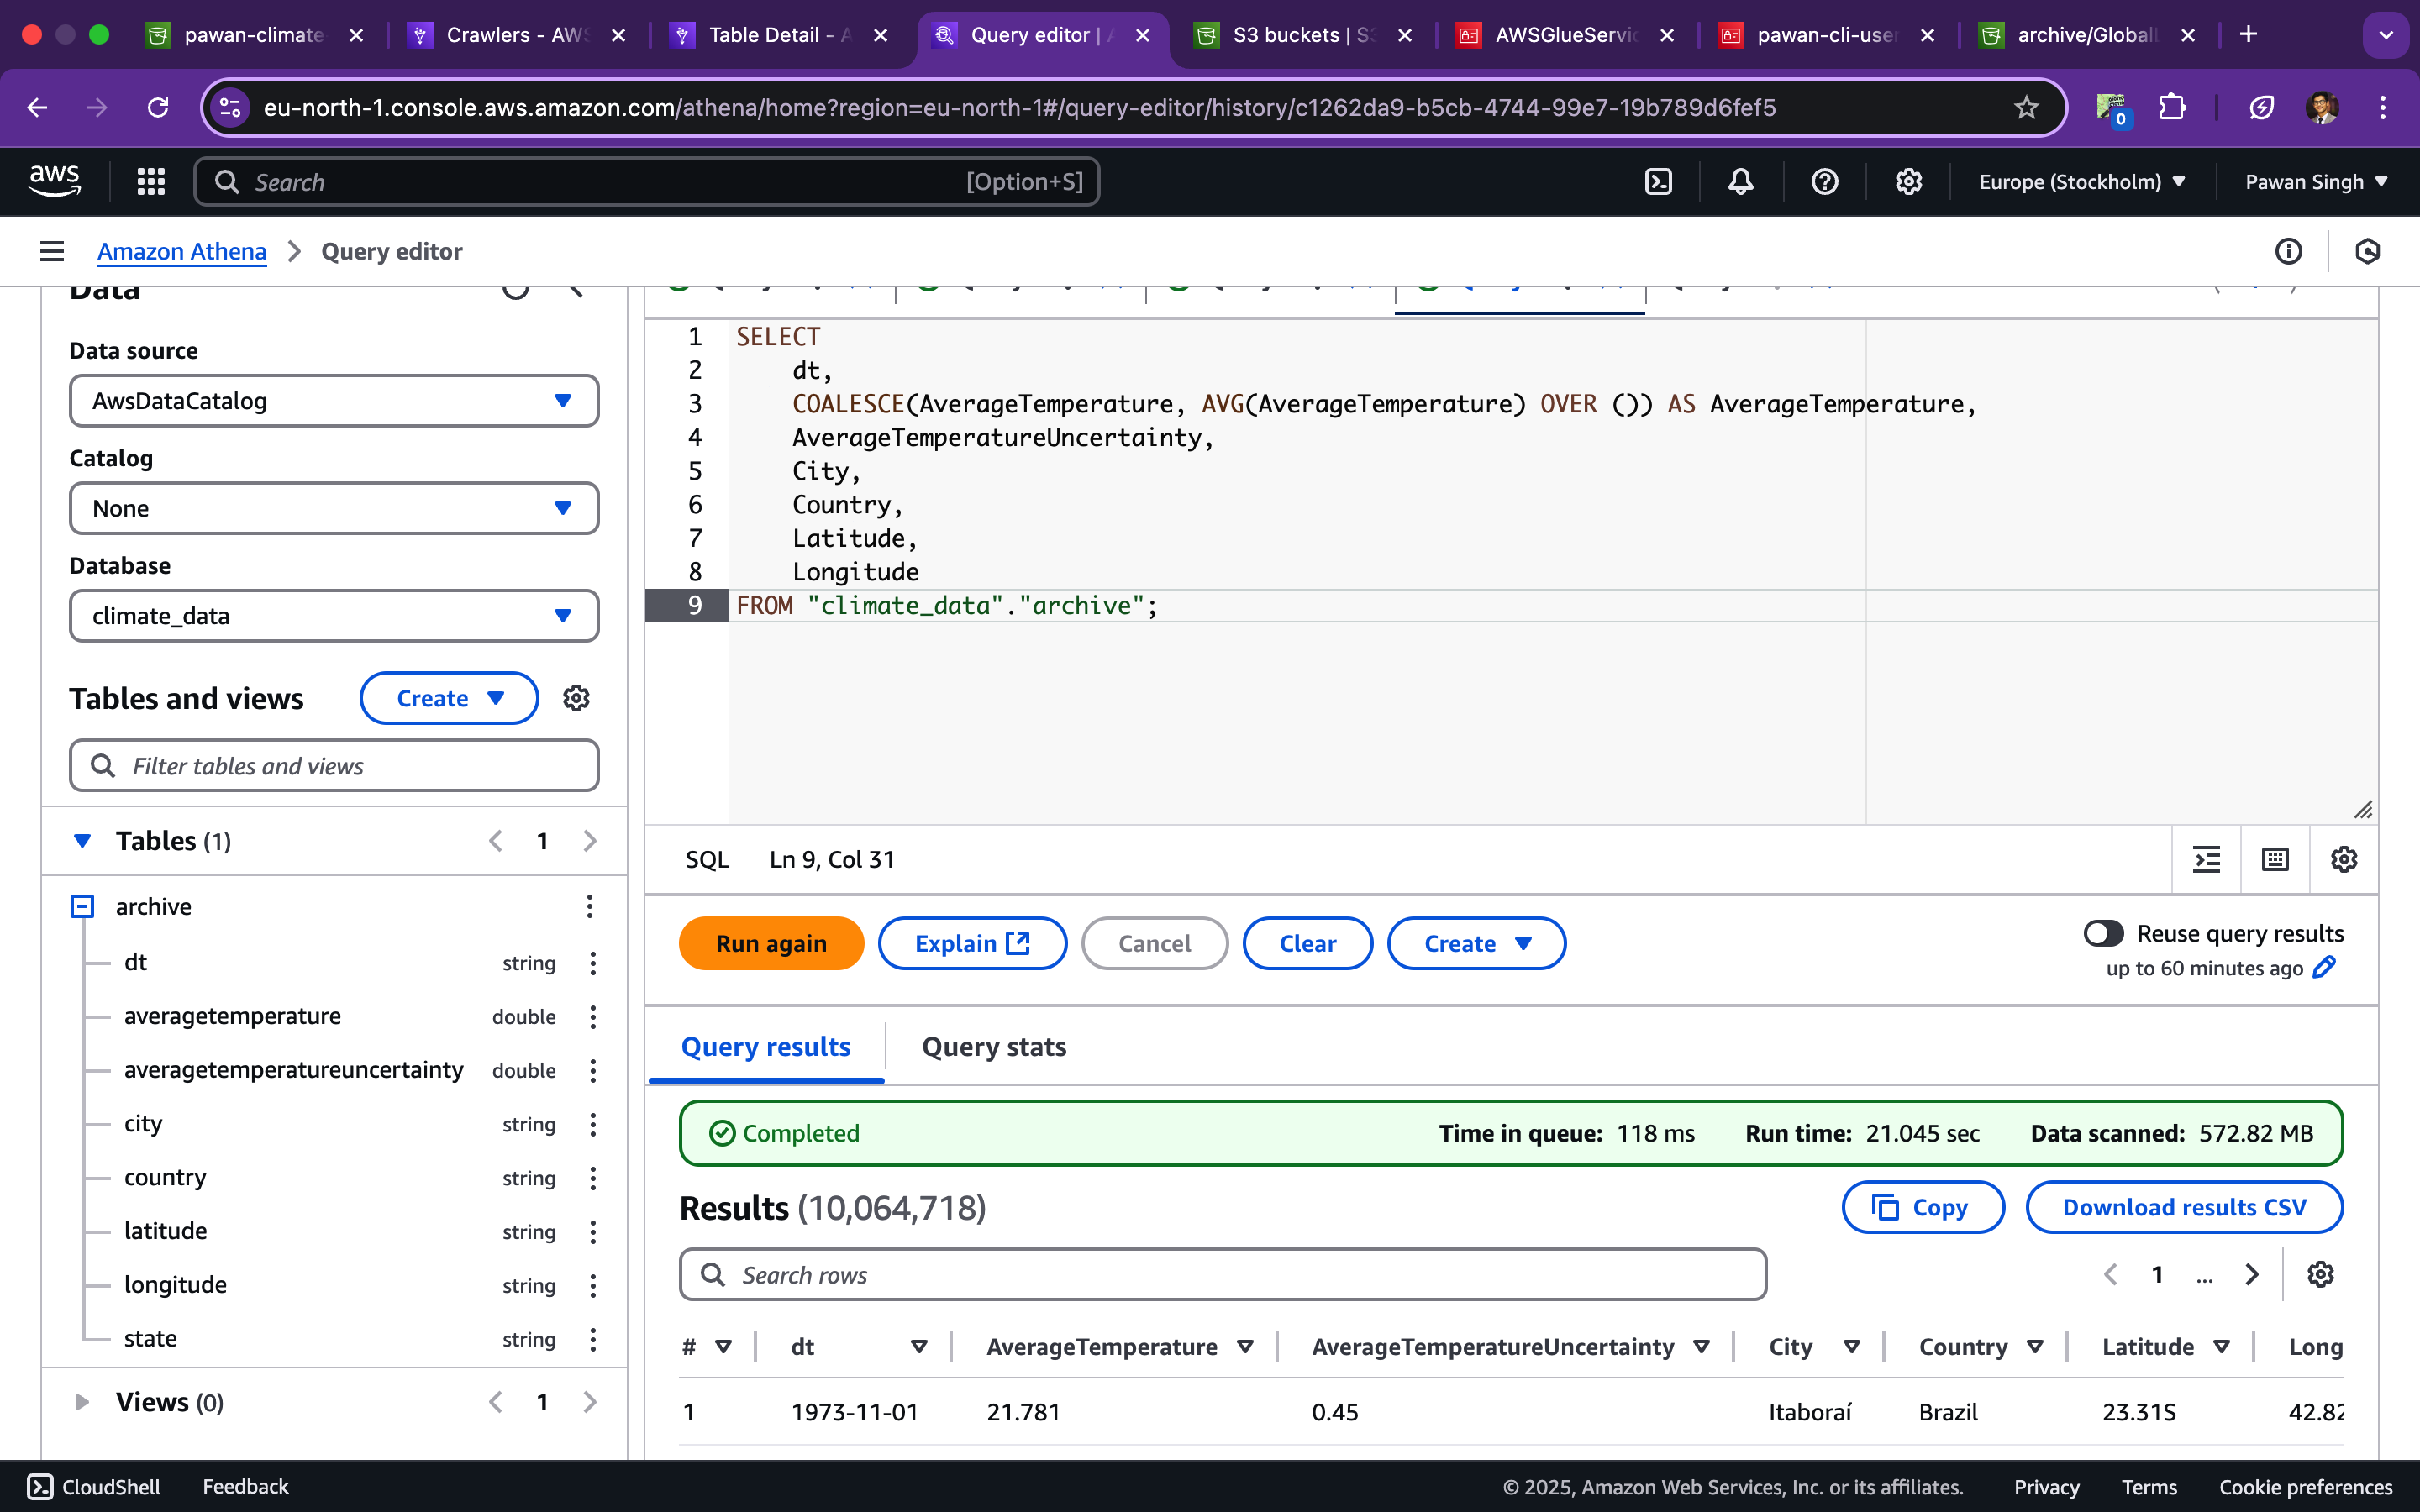 pawan-climate
Crawlers - AWS
Table Detail - A
Query editor | A
S3 buckets | S3
AWSGlueServic
pawan-cli-user
archive/Globall
eu-north-1.console.aws.amazon.com/athena/home?region=eu-north-1#/query-editor/history/c1262da9-b5cb-4744-99e7-19b789d6fef5
0
aws
Search
[Option+S]
Europe (Stockholm)
Pawan Singh
Amazon Athena
Query editor
Data
Data source
AwsDataCatalog
Catalog
None
Database
climate_data
Tables and views
Create
Filter tables and views
Tables (1)
1
archive
dt string
averagetemperature double
averagetemperatureuncertainty double
city string
country string
latitude string
longitude string
state string
Views (0)
1
1 SELECT
2 dt,
3 COALESCE(AverageTemperature, AVG(AverageTemperature) OVER ()) AS AverageTemperature,
4 AverageTemperatureUncertainty,
5 City,
6 Country,
7 Latitude,
8 Longitude
9 FROM "climate_data"."archive";
SQL Ln 9, Col 31
Run again
Explain
Cancel
Clear
Create
Reuse query results
up to 60 minutes ago
Query results
Query stats
Completed
Time in queue: 118 ms
Run time: 21.045 sec
Data scanned: 572.82 MB
Results (10,064,718)
Copy
Download results CSV
Search rows
1 ...
# dt AverageTemperature AverageTemperatureUncertainty City Country Latitude Long
1 1973-11-01 21.781 0.45 Itaboraí Brazil 23.31S 42.82
CloudShell
Feedback
© 2025, Amazon Web Services, Inc. or its affiliates.
Privacy
Terms
Cookie preferences